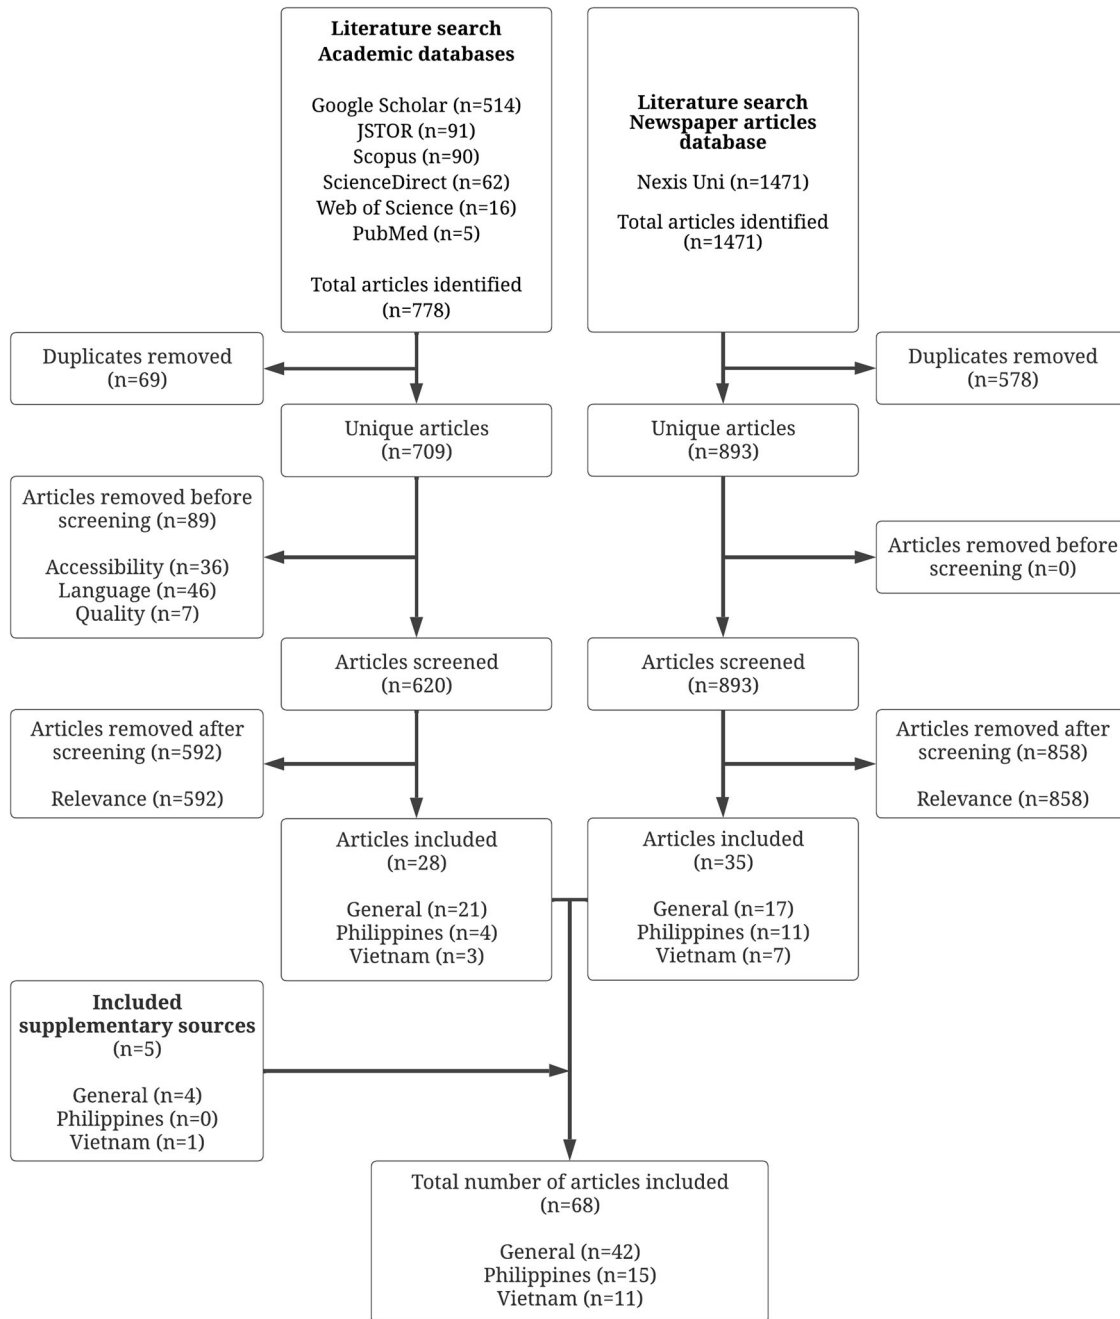 Literature search
Academic databases
Google Scholar (n=514)
JSTOR (n=91)
Scopus (n=90)
ScienceDirect (n=62)
Web of Science (n=16)
PubMed (n=5)
Total articles identified
(n=778)
Literature search
Newspaper articles
database
Nexis Uni (n=1471)
Total articles identified
(n=1471)
Duplicates removed
(n=69)
Duplicates removed
(n=578)
Unique articles
(n=709)
Unique articles
(n=893)
Articles removed before
screening (n=89)
Accessibility (n=36)
Language (n=46)
Quality (n=7)
Articles removed before
screening (n=0)
Articles screened
(n=620)
Articles screened
(n=893)
Articles removed after
screening (n=592)
Relevance (n=592)
Articles removed after
screening (n=858)
Relevance (n=858)
Articles included
(n=28)
General (n=21)
Philippines (n=4)
Vietnam (n=3)
Articles included
(n=35)
General (n=17)
Philippines (n=11)
Vietnam (n=7)
Included
supplementary sources
(n=5)
General (n=4)
Philippines (n=0)
Vietnam (n=1)
Total number of articles included
(n=68)
General (n=42)
Philippines (n=15)
Vietnam (n=11)